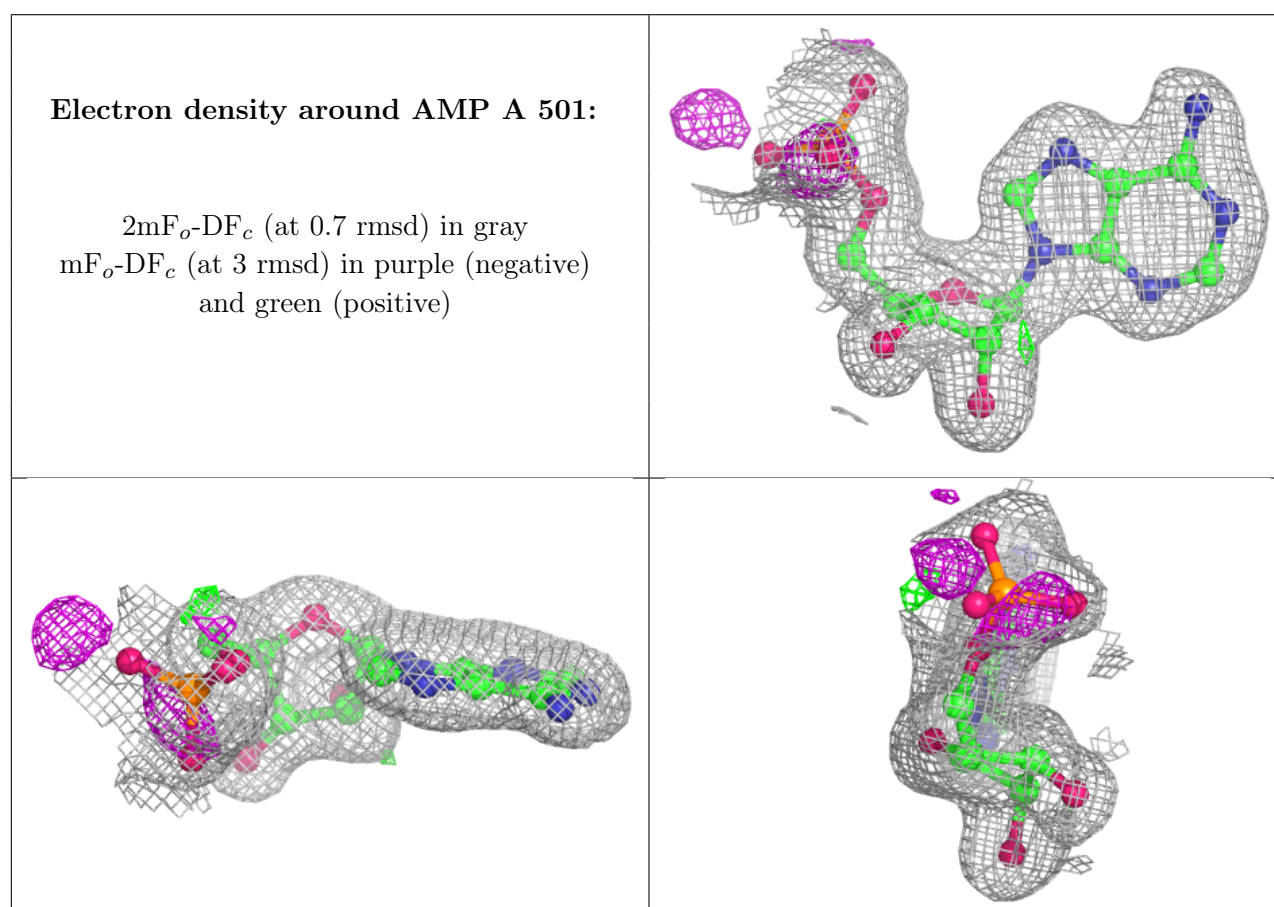 Electron density around AMP A 501:
2mFo-DFc (at 0.7 rmsd) in gray
mFo-DFc (at 3 rmsd) in purple (negative)
and green (positive)